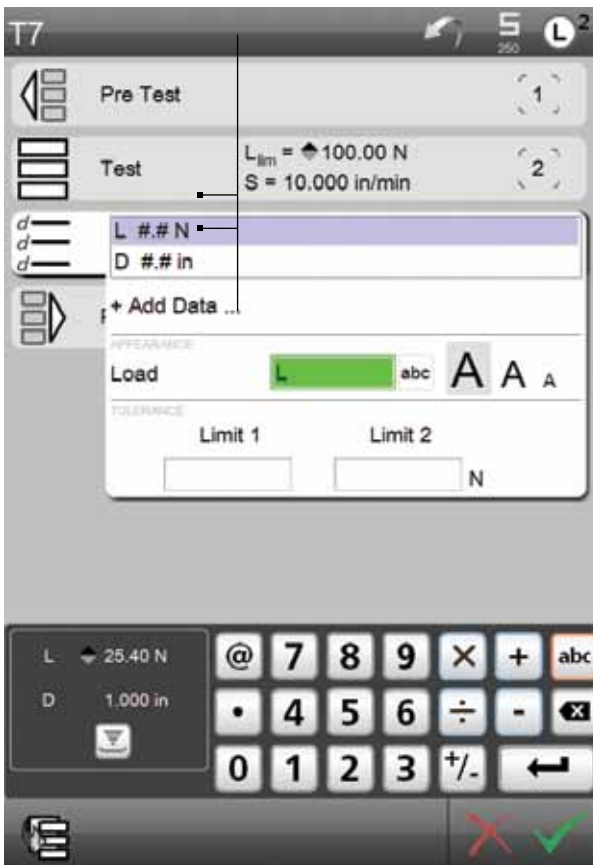 T7
S
250
L 2
Pre Test
1
Test
Llim = 100.00 N
S = 10.000 in/min
2
d
d
d
L #.# N
D #.# in
+ Add Data ...
APPEARANCE
Load
L
abc
A A A
TOLERANCE
Limit 1
Limit 2
N
L 25.40 N
D 1.000 in
@ 7 8 9 × + abc
• 4 5 6 ÷ -
0 1 2 3 +/-